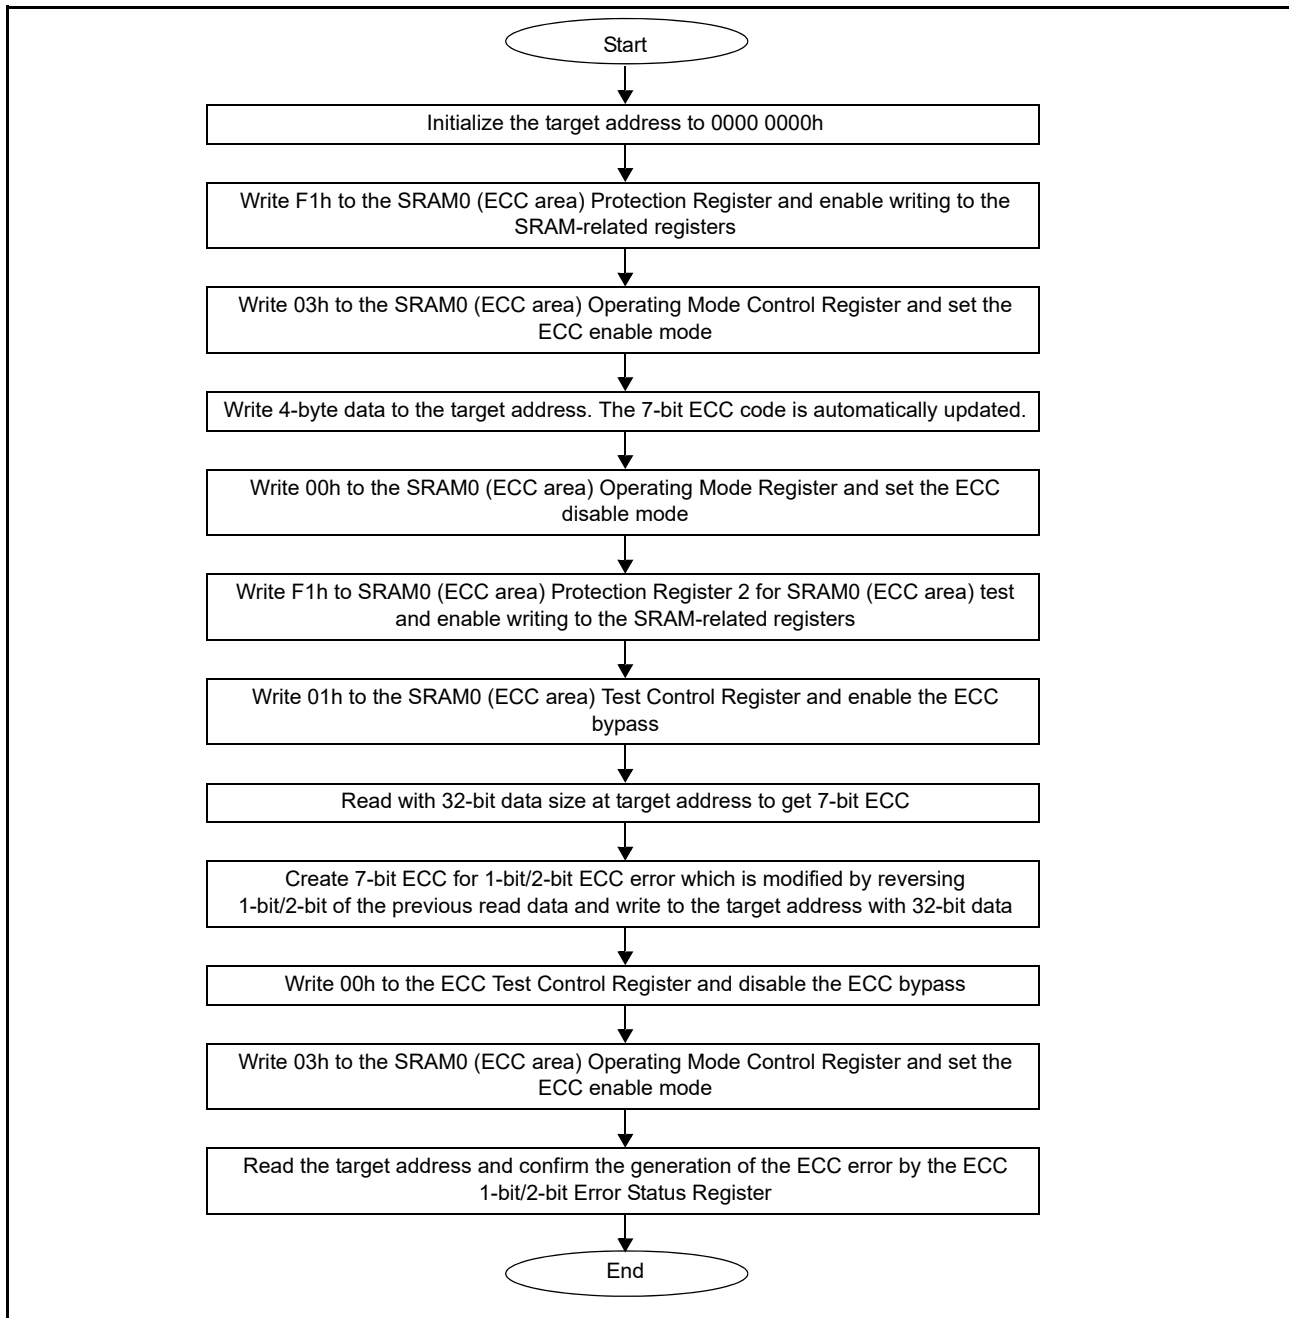 Start
Initialize the target address to 0000 0000h
Write F1h to the SRAM0 (ECC area) Protection Register and enable writing to the
SRAM-related registers
Write 03h to the SRAM0 (ECC area) Operating Mode Control Register and set the
ECC enable mode
Write 4-byte data to the target address. The 7-bit ECC code is automatically updated.
Write 00h to the SRAM0 (ECC area) Operating Mode Register and set the ECC
disable mode
Write F1h to SRAM0 (ECC area) Protection Register 2 for SRAM0 (ECC area) test
and enable writing to the SRAM-related registers
Write 01h to the SRAM0 (ECC area) Test Control Register and enable the ECC
bypass
Read with 32-bit data size at target address to get 7-bit ECC
Create 7-bit ECC for 1-bit/2-bit ECC error which is modified by reversing
1-bit/2-bit of the previous read data and write to the target address with 32-bit data
Write 00h to the ECC Test Control Register and disable the ECC bypass
Write 03h to the SRAM0 (ECC area) Operating Mode Control Register and set the
ECC enable mode
Read the target address and confirm the generation of the ECC error by the ECC
1-bit/2-bit Error Status Register
End